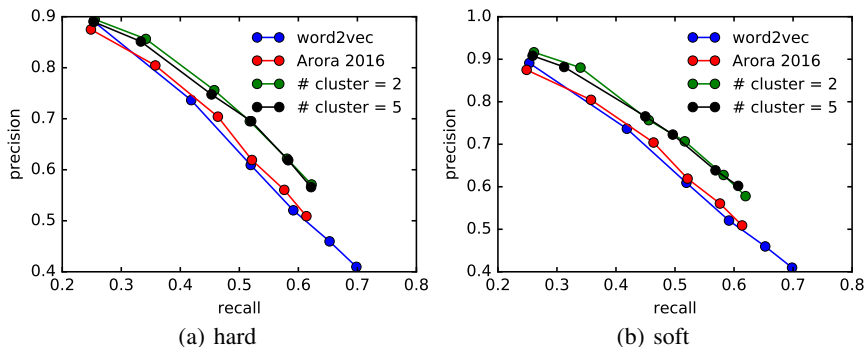 0.9
0.8
0.7
0.6
0.5
0.4
precision
0.2 0.3 0.4 0.5 0.6 0.7 0.8
recall
word2vec
Arora 2016
# cluster = 2
# cluster = 5
(a) hard
1.0
0.9
0.8
0.7
0.6
0.5
0.4
precision
0.2 0.3 0.4 0.5 0.6 0.7 0.8
recall
word2vec
Arora 2016
# cluster = 2
# cluster = 5
(b) soft